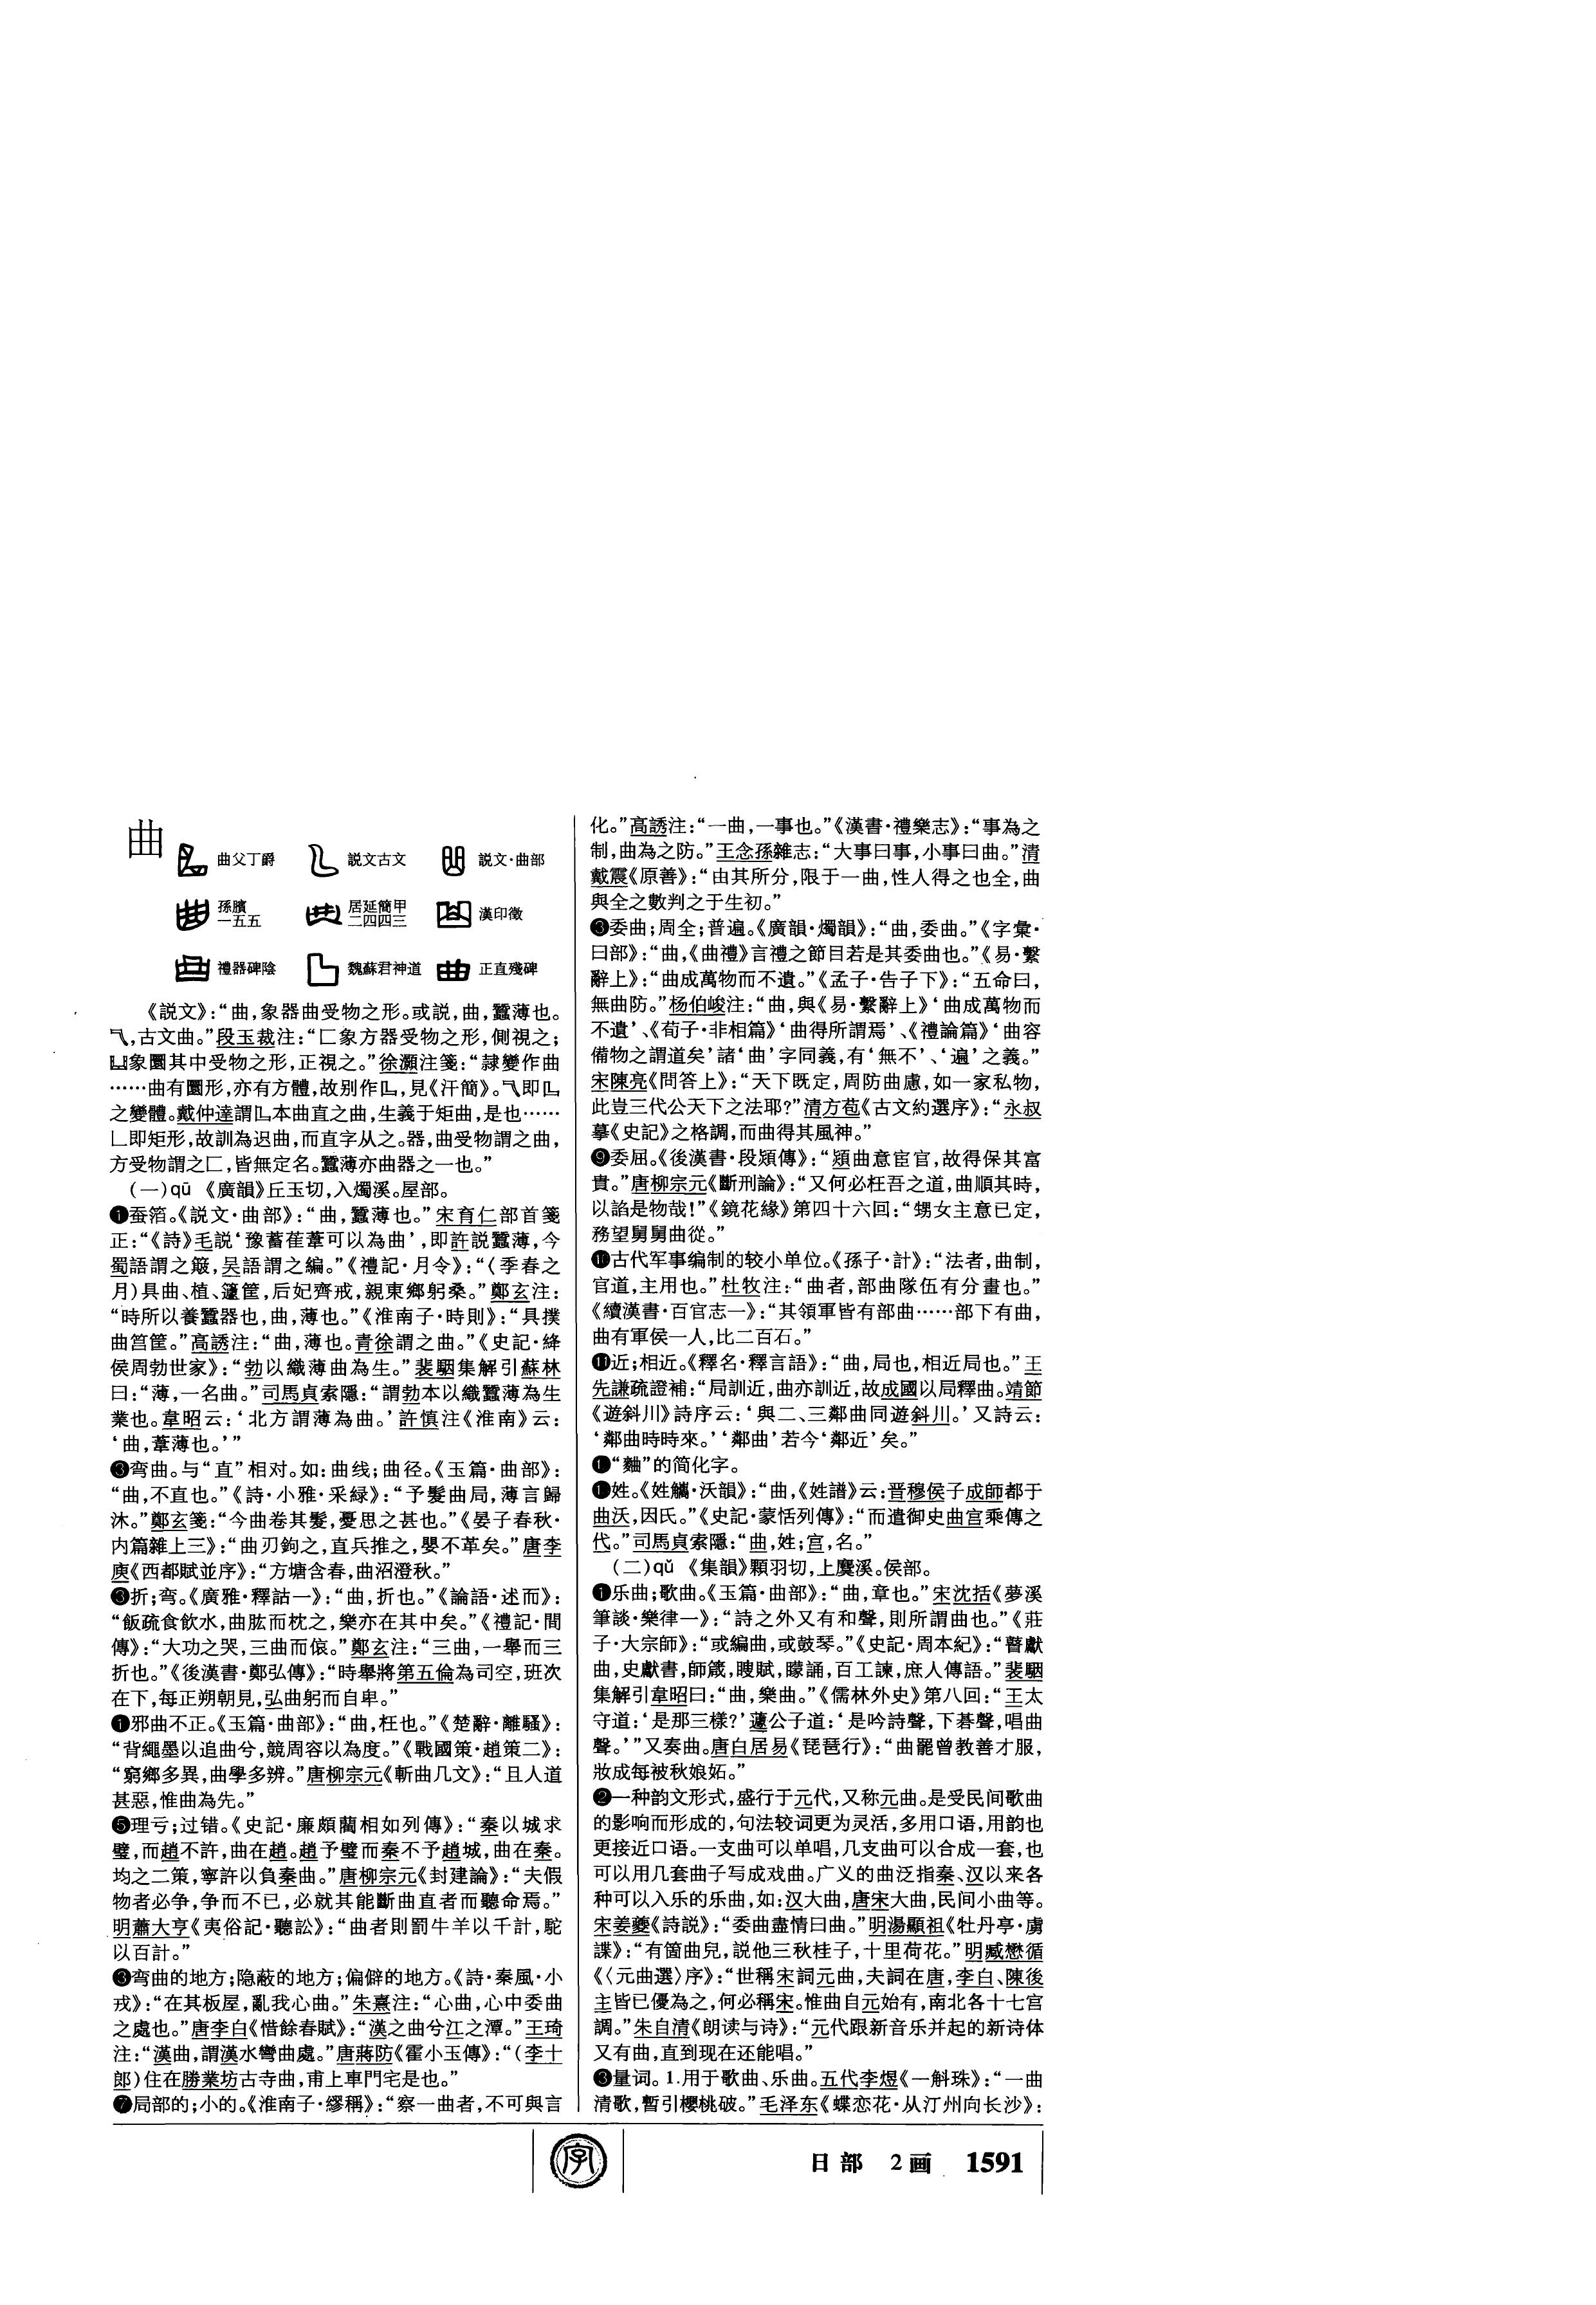 曲
曲父丁爵
説文古文
説文·曲部
孫臏
一五五
居延簡甲
二四四三
漢印徵
禮器碑陰
魏蘇君神道
正直殘碑
《説文》：“曲，象器曲受物之形。或説，曲，蠶薄也。
，古文曲。”段玉裁注：“匚象方器受物之形，側視之；
象圜其中受物之形，正視之。”徐灝注箋：“隷變作曲
……曲有圜形，亦有方體，故别作，見《汗簡》。即
之變體。戴仲達謂本曲直之曲，生義于矩曲，是也……
𠃊即矩形，故訓為迟曲，而直字从之。器，曲受物謂之曲，
方受物謂之匚，皆無定名。蠶薄亦曲器之一也。”
（一）qū　《廣韻》丘玉切，入燭溪。屋部。
❶蚕箔。《説文·曲部》：“曲，蠶薄也。”宋育仁部首箋
正：“《詩》毛説‘豫蓄萑葦可以為曲’，即許説蠶薄，今
蜀語謂之簸，吴語謂之編。”《禮記·月令》：“（季春之
月）具曲、植、籧筐，后妃齊戒，親東鄉躬桑。”鄭玄注：
“時所以養蠶器也，曲，薄也。”《淮南子·時則》：“具撲
曲筥筐。”高誘注：“曲，薄也。青徐謂之曲。”《史記·絳
侯周勃世家》：“勃以織薄曲為生。”裴駰集解引蘇林
曰：“薄，一名曲。”司馬貞索隱：“謂勃本以織蠶薄為生
業也。韋昭云：‘北方謂薄為曲。’許慎注《淮南》云：
‘曲，葦薄也。’”
❸弯曲。与“直”相对。如：曲线；曲径。《玉篇·曲部》：
“曲，不直也。”《詩·小雅·采緑》：“予髮曲局，薄言歸
沐。”鄭玄箋：“今曲卷其髮，憂思之甚也。”《晏子春秋·
内篇雜上三》：“曲刃鉤之，直兵推之，嬰不革矣。”唐李
庾《西都賦並序》：“方塘含春，曲沼澄秋。”
❸折；弯。《廣雅·釋詁一》：“曲，折也。”《論語·述而》：
“飯疏食飲水，曲肱而枕之，樂亦在其中矣。”《禮記·間
傳》：“大功之哭，三曲而偯。”鄭玄注：“三曲，一舉而三
折也。”《後漢書·鄭弘傳》：“時舉將第五倫為司空，班次
在下，每正朔朝見，弘曲躬而自卑。”
❶邪曲不正。《玉篇·曲部》：“曲，枉也。”《楚辭·離騷》：
“背繩墨以追曲兮，競周容以為度。”《戰國策·趙策二》：
“窮鄉多異，曲學多辨。”唐柳宗元《斬曲几文》：“且人道
甚惡，惟曲為先。”
❺理亏；过错。《史記·廉頗藺相如列傳》：“秦以城求
璧，而趙不許，曲在趙。趙予璧而秦不予趙城，曲在秦。
均之二策，寧許以負秦曲。”唐柳宗元《封建論》：“夫假
物者必争，争而不已，必就其能斷曲直者而聽命焉。”
明蕭大亨《夷俗記·聽訟》：“曲者則罰牛羊以千計，駝
以百計。”
❸弯曲的地方；隐蔽的地方；偏僻的地方。《詩·秦風·小
戎》：“在其板屋，亂我心曲。”朱熹注：“心曲，心中委曲
之處也。”唐李白《惜餘春賦》：“漢之曲兮江之潭。”王琦
注：“漢曲，謂漢水彎曲處。”唐蔣防《霍小玉傳》：“（李十
郎）住在勝業坊古寺曲，甫上車門宅是也。”
❼局部的；小的。《淮南子·繆稱》：“察一曲者，不可與言
化。”高誘注：“一曲，一事也。”《漢書·禮樂志》：“事為之
制，曲為之防。”王念孫雜志：“大事曰事，小事曰曲。”清
戴震《原善》：“由其所分，限于一曲，性人得之也全，曲
與全之數判之于生初。”
❸委曲；周全；普遍。《廣韻·燭韻》：“曲，委曲。”《字彙·
曰部》：“曲，《曲禮》言禮之節目若是其委曲也。”《易·繫
辭上》：“曲成萬物而不遺。”《孟子·告子下》：“五命曰，
無曲防。”杨伯峻注：“曲，與《易·繫辭上》‘曲成萬物而
不遺’、《荀子·非相篇》‘曲得所謂焉’、《禮論篇》‘曲容
備物之謂道矣’諸‘曲’字同義，有‘無不’、‘遍’之義。”
宋陳亮《問答上》：“天下既定，周防曲慮，如一家私物，
此豈三代公天下之法耶？”清方苞《古文約選序》：“永叔
摹《史記》之格調，而曲得其風神。”
❾委屈。《後漢書·段熲傳》：“熲曲意宦官，故得保其富
貴。”唐柳宗元《斷刑論》：“又何必枉吾之道，曲順其時，
以諂是物哉！”《鏡花緣》第四十六回：“甥女主意已定，
務望舅舅曲從。”
❿古代军事编制的较小单位。《孫子·計》：“法者，曲制，
官道，主用也。”杜牧注：“曲者，部曲隊伍有分畫也。”
《續漢書·百官志一》：“其領軍皆有部曲……部下有曲，
曲有軍侯一人，比二百石。”
⓫近；相近。《釋名·釋言語》：“曲，局也，相近局也。”王
先謙疏證補：“局訓近，曲亦訓近，故成國以局釋曲。靖節
《遊斜川》詩序云：‘與二、三鄰曲同遊斜川。’又詩云：
‘鄰曲時時來。’‘鄰曲’若今‘鄰近’矣。”
❶“麯”的简化字。
❶姓。《姓觿·沃韻》：“曲，《姓譜》云：晋穆侯子成師都于
曲沃，因氏。”《史記·蒙恬列傳》：“而遣御史曲宫乘傳之
代。”司馬貞索隱：“曲，姓；宫，名。”
（二）qǔ　《集韻》顆羽切，上麌溪。侯部。
❶乐曲；歌曲。《玉篇·曲部》：“曲，章也。”宋沈括《夢溪
筆談·樂律一》：“詩之外又有和聲，則所謂曲也。”《莊
子·大宗師》：“或編曲，或鼓琴。”《史記·周本紀》：“瞽獻
曲，史獻書，師箴，瞍賦，矇誦，百工諫，庶人傳語。”裴駰
集解引韋昭曰：“曲，樂曲。”《儒林外史》第八回：“王太
守道：‘是那三樣？’蘧公子道：‘是吟詩聲，下棊聲，唱曲
聲。’”又奏曲。唐白居易《琵琶行》：“曲罷曾教善才服，
妝成每被秋娘妬。”
❷一种韵文形式，盛行于元代，又称元曲。是受民间歌曲
的影响而形成的，句法较词更为灵活，多用口语，用韵也
更接近口语。一支曲可以单唱，几支曲可以合成一套，也
可以用几套曲子写成戏曲。广义的曲泛指秦、汉以来各
种可以入乐的乐曲，如：汉大曲，唐宋大曲，民间小曲等。
宋姜夔《詩説》：“委曲盡情曰曲。”明湯顯祖《牡丹亭·虜
諜》：“有箇曲兒，説他三秋桂子，十里荷花。”明臧懋循
《〈元曲選〉序》：“世稱宋詞元曲，夫詞在唐，李白、陳後
主皆已優為之，何必稱宋。惟曲自元始有，南北各十七宫
調。”朱自清《朗读与诗》：“元代跟新音乐并起的新诗体
又有曲，直到现在还能唱。”
❸量词。1.用于歌曲、乐曲。五代李煜《一斛珠》：“一曲
清歌，暫引櫻桃破。”毛泽东《蝶恋花·从汀州向长沙》：
字
日部　2画　1591